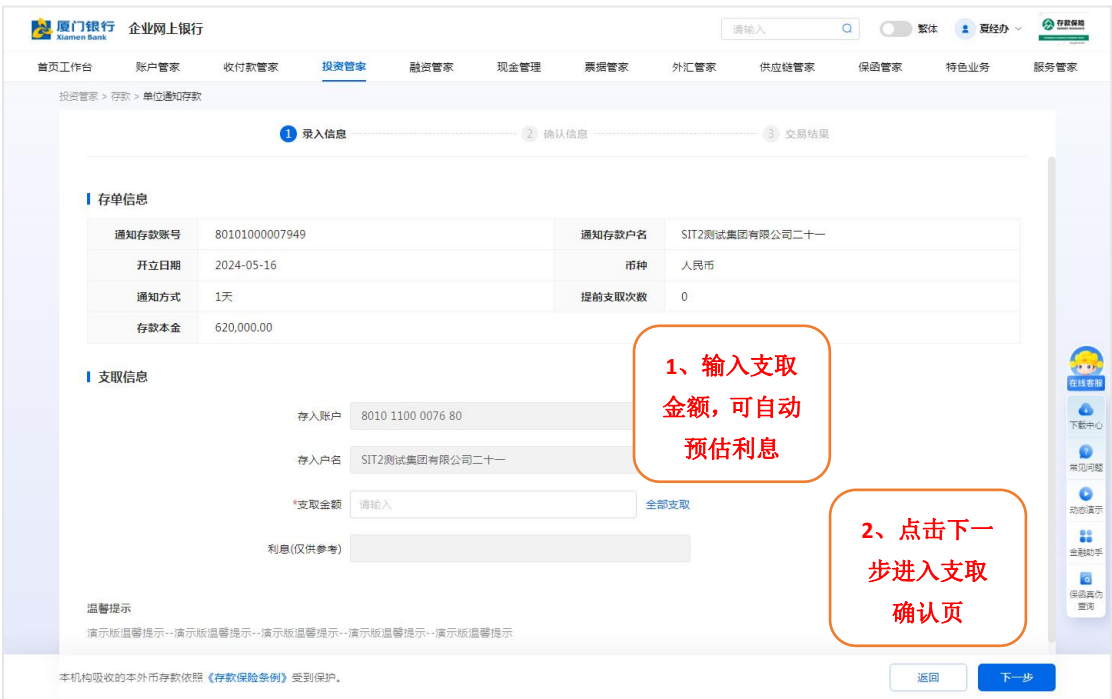 厦门银行 企业网上银行 请输入 繁体 夏经办 存款保险
Xiamen Bank
首页工作台 账户管家 收付款管家 投资管家 融资管家 现金管理 票据管家 外汇管家 供应链管家 保函管家 特色业务 服务管家
投资管家 > 存款 > 单位通知存款
1 录入信息 2 确认信息 3 交易结果
存单信息
通知存款账号 80101000007949 通知存款户名 SIT2测试集团有限公司二十一
开立日期 2024-05-16 币种 人民币
通知方式 1天 提前支取次数 0
存款本金 620,000.00
1、输入支取
金额，可自动
预估利息
支取信息
存入账户 8010 1100 0076 80
存入户名 SIT2测试集团有限公司二十一
*支取金额 请输入 全部支取
利息(仅供参考)
2、点击下一
步进入支取
确认页
温馨提示
演示版温馨提示--演示版温馨提示--演示版温馨提示--演示版温馨提示--演示版温馨提示
本机构吸收的本外币存款依照《存款保险条例》受到保护。 返回 下一步
在线客服
下载中心
常见问题
动态演示
金融助手
保函真伪
查询